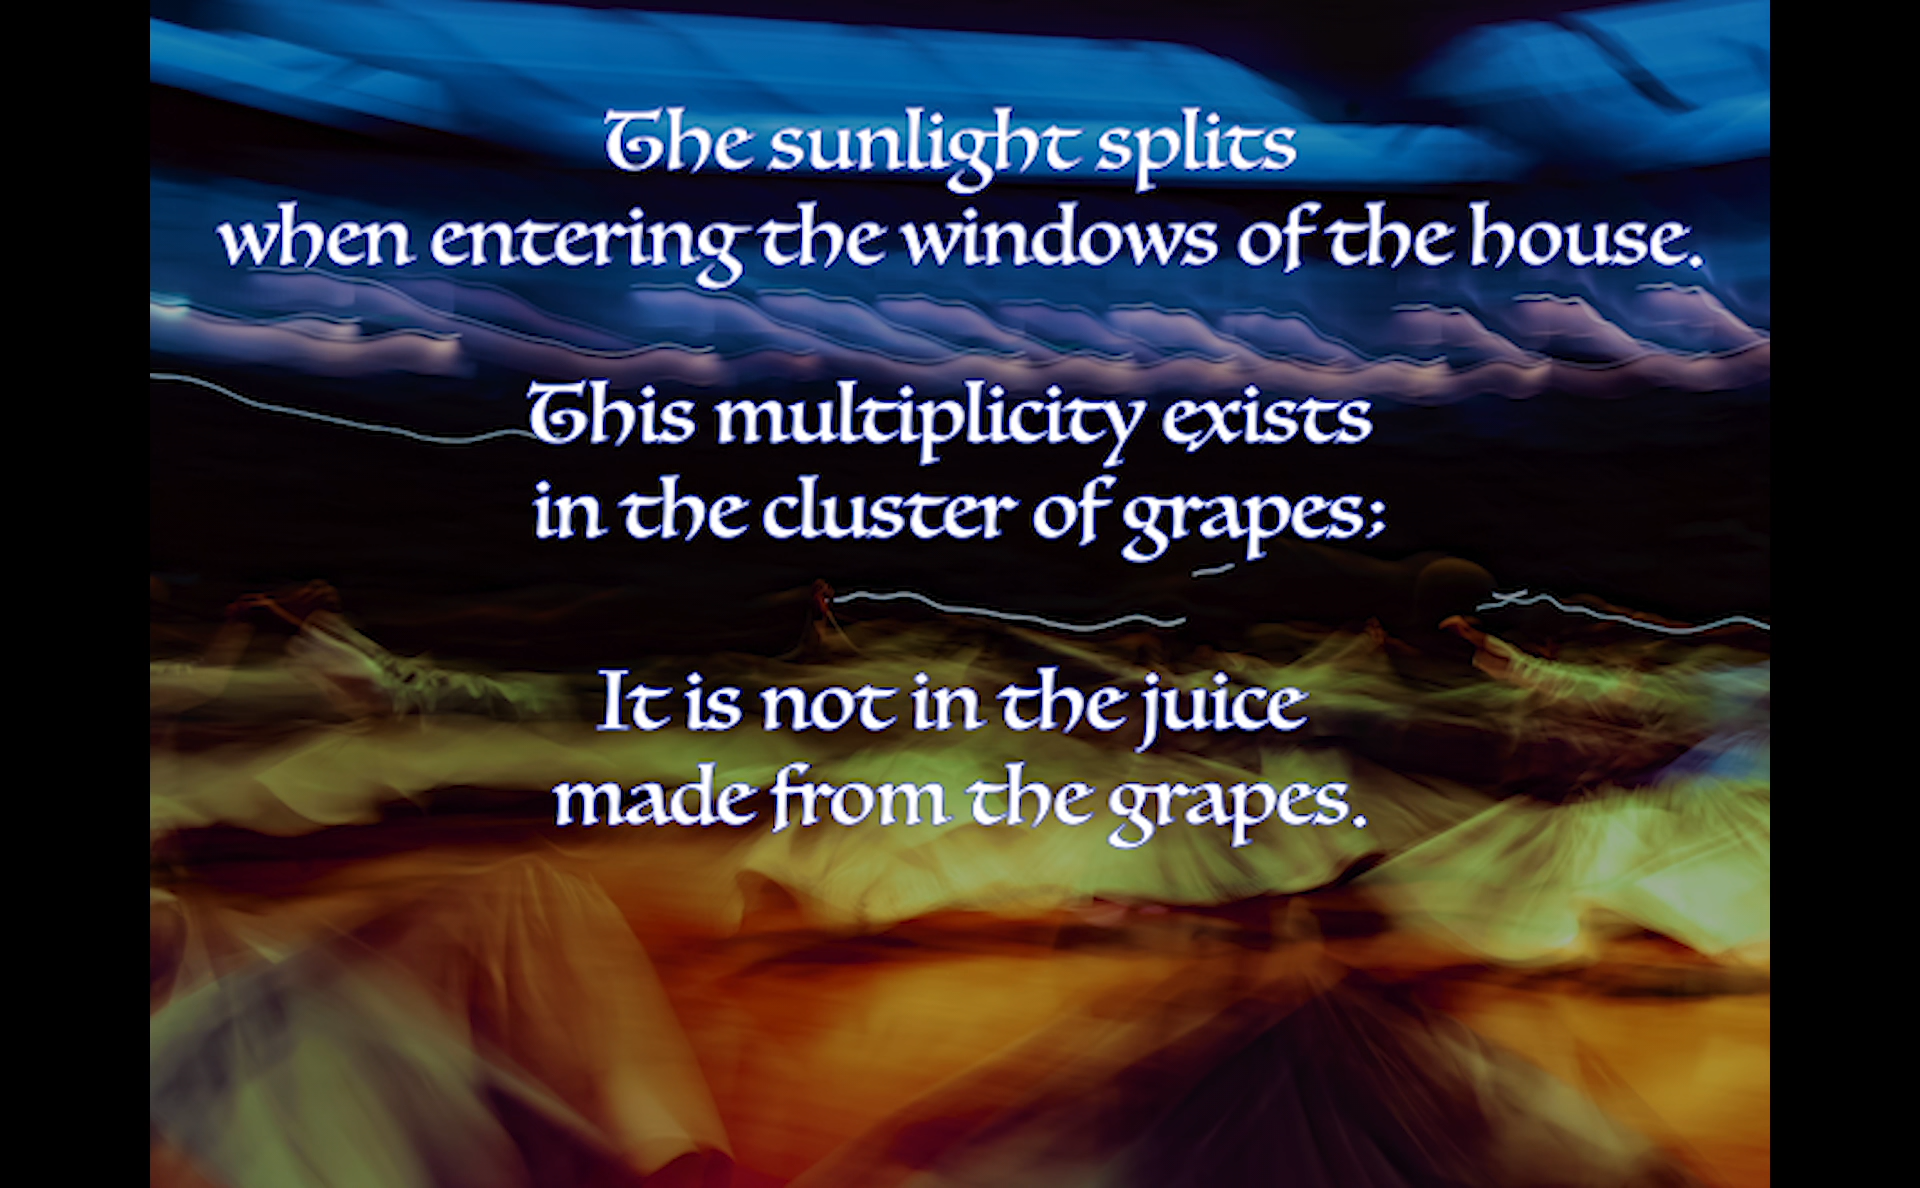 The sunlight splits
when entering the windows of the house.
This multiplicity exists
in the cluster of grapes;
It is not in the juice
made from the grapes.